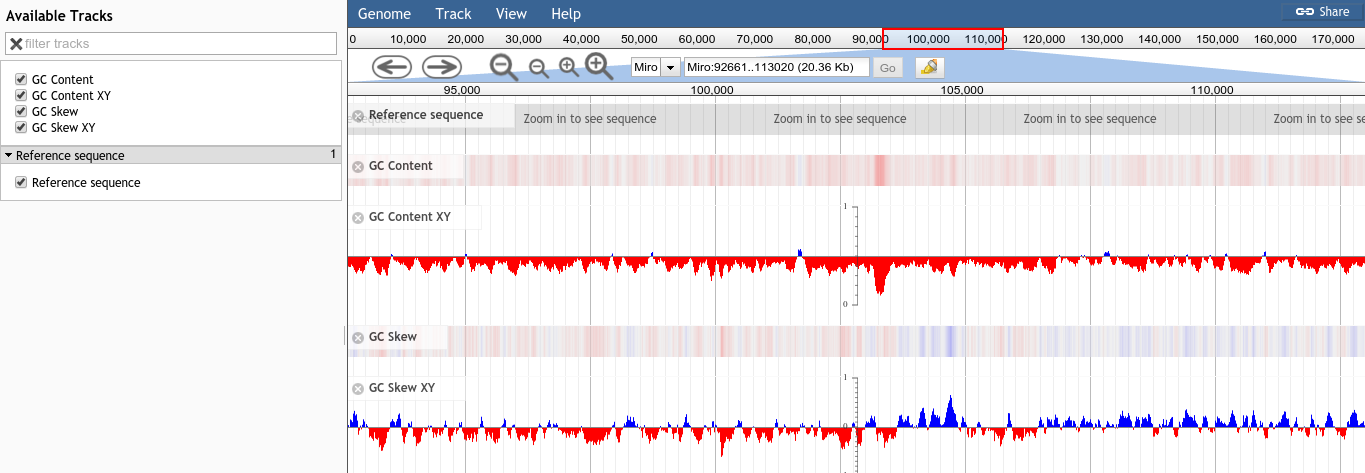 Available Tracks
filter tracks
GC Content
GC Content XY
GC Skew
GC Skew XY
Reference sequence 1
Reference sequence
Genome Track View Help Share
0 10,000 20,000 30,000 40,000 50,000 60,000 70,000 80,000 90,000 100,000 110,000 120,000 130,000 140,000 150,000 160,000 170,000
Miro Miro:92661..113020 (20.36 Kb) Go
95,000 100,000 105,000 110,000
Reference sequence Zoom in to see sequence Zoom in to see sequence Zoom in to see sequence Zoom in to see se
GC Content
GC Content XY
1
0
GC Skew
GC Skew XY
1